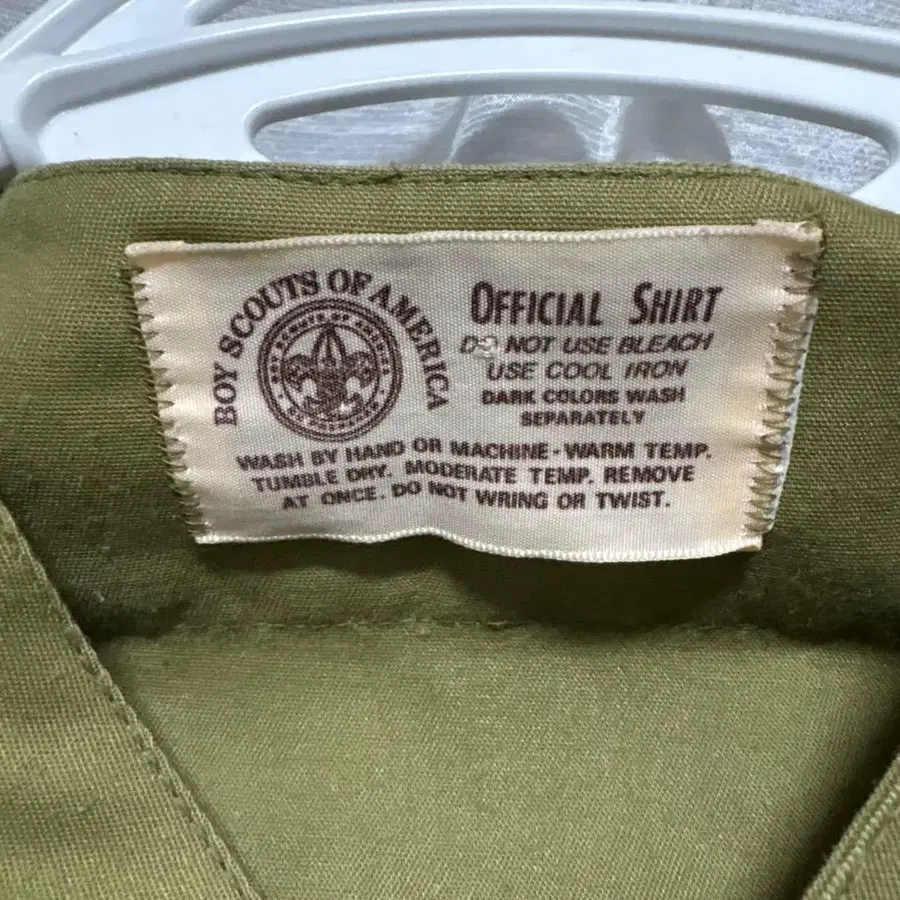 BOY SCOUTS OF AMERICA
OFFICIAL SHIRT
DO NOT USE BLEACH
USE COOL IRON
DARK COLORS WASH
SEPARATELY
WASH BY HAND OR MACHINE-WARM TEMP.
TUMBLE DRY. MODERATE TEMP. REMOVE
AT ONCE. DO NOT WRING OR TWIST.